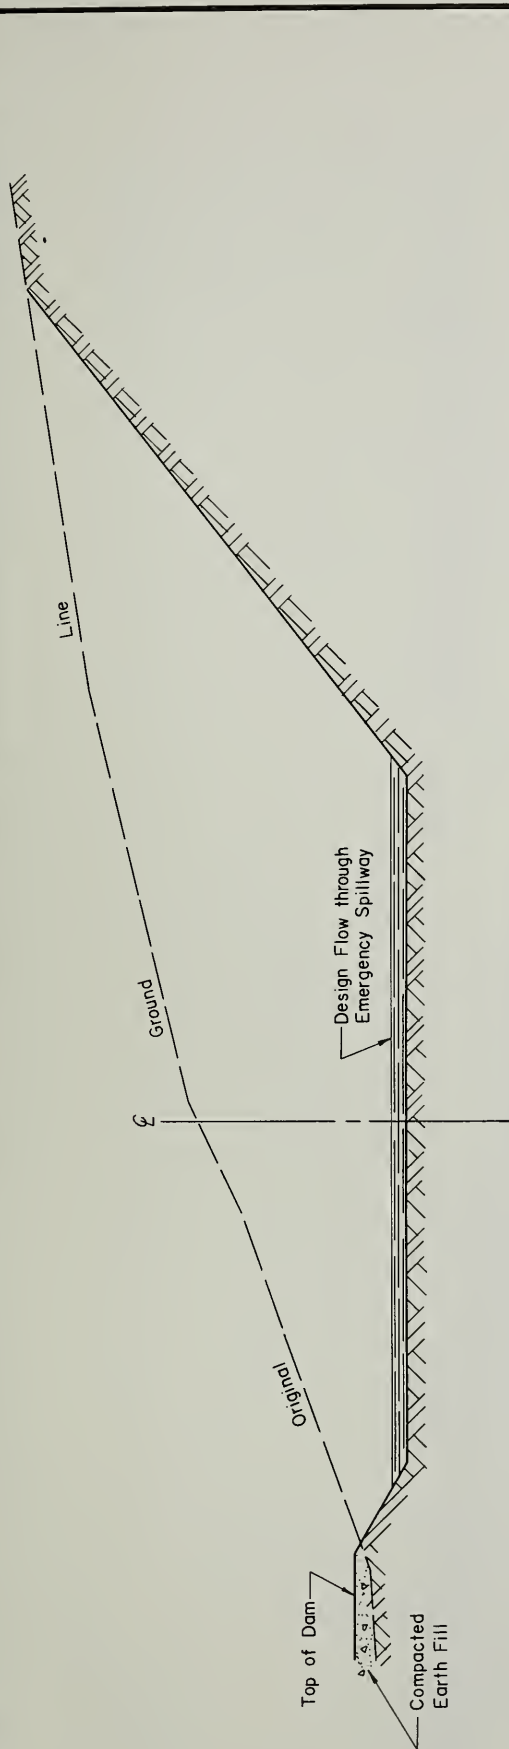 Original
Ground
Line
℄
Design Flow through
Emergency Spillway
Top of Dam
Compacted
Earth Fill